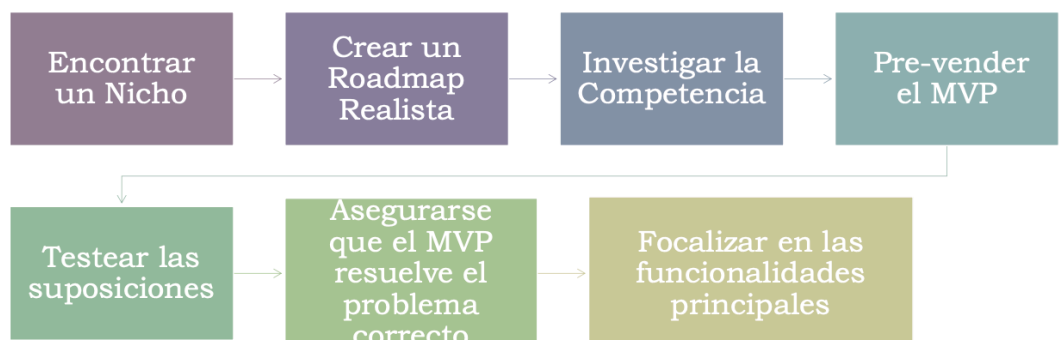 Encontrar
un Nicho
Crear un
Roadmap
Realista
Investigar la
Competencia
Pre-vender
el MVP
Testear las
suposiciones
Asegurarse
que el MVP
resuelve el
problema
correcto
Focalizar en las
funcionalidades
principales